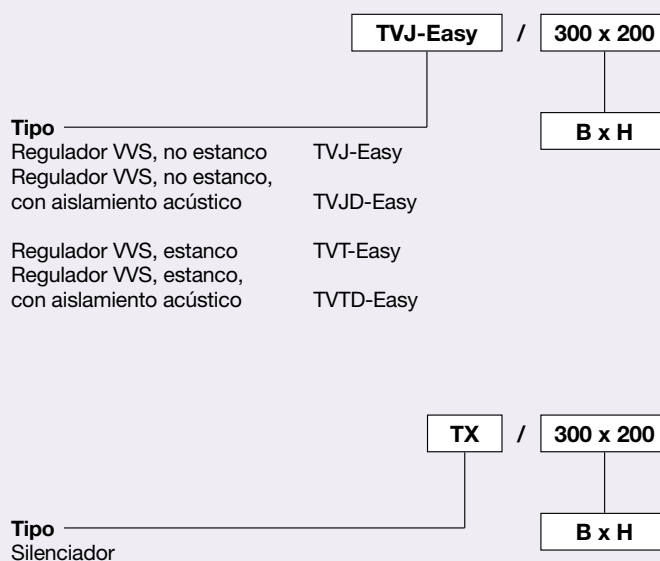 TVJ-Easy / 300 x 200
B x H
Tipo
Regulador VVS, no estanco TVJ-Easy
Regulador VVS, no estanco,
con aislamiento acústico TVJD-Easy
Regulador VVS, estanco TVT-Easy
Regulador VVS, estanco,
con aislamiento acústico TVTD-Easy
TX / 300 x 200
B x H
Tipo
Silenciador